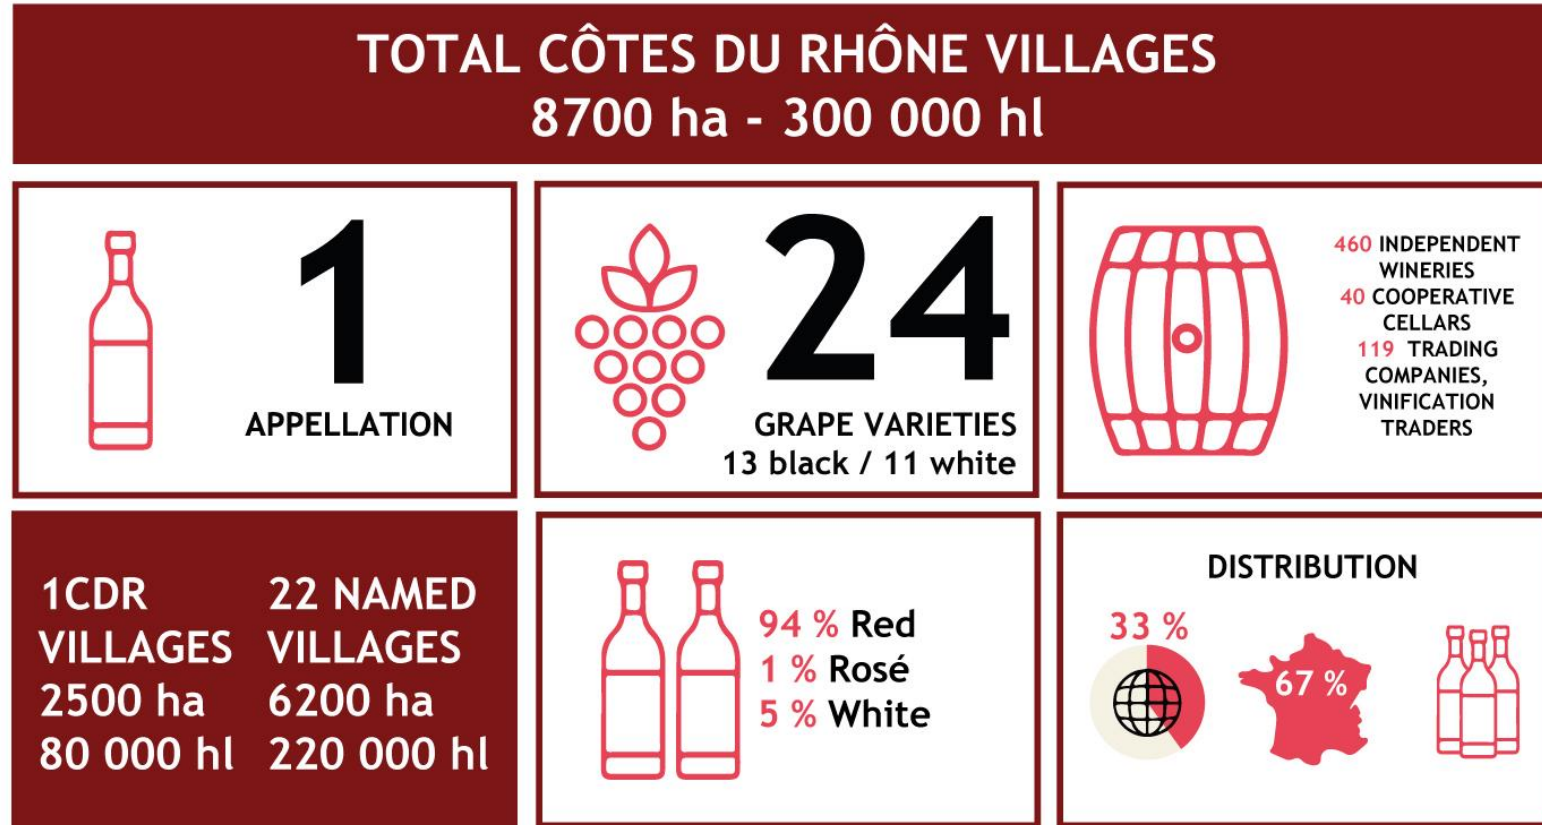 TOTAL CÔTES DU RHÔNE VILLAGES
8700 ha - 300 000 hl
1
APPELLATION
24
GRAPE VARIETIES
13 black / 11 white
460 INDEPENDENT
WINERIES
40 COOPERATIVE
CELLARS
119 TRADING
COMPANIES,
VINIFICATION
TRADERS
1CDR
VILLAGES
2500 ha
80 000 hl
22 NAMED
VILLAGES
6200 ha
220 000 hl
94 % Red
1 % Rosé
5 % White
DISTRIBUTION
33 %
67 %